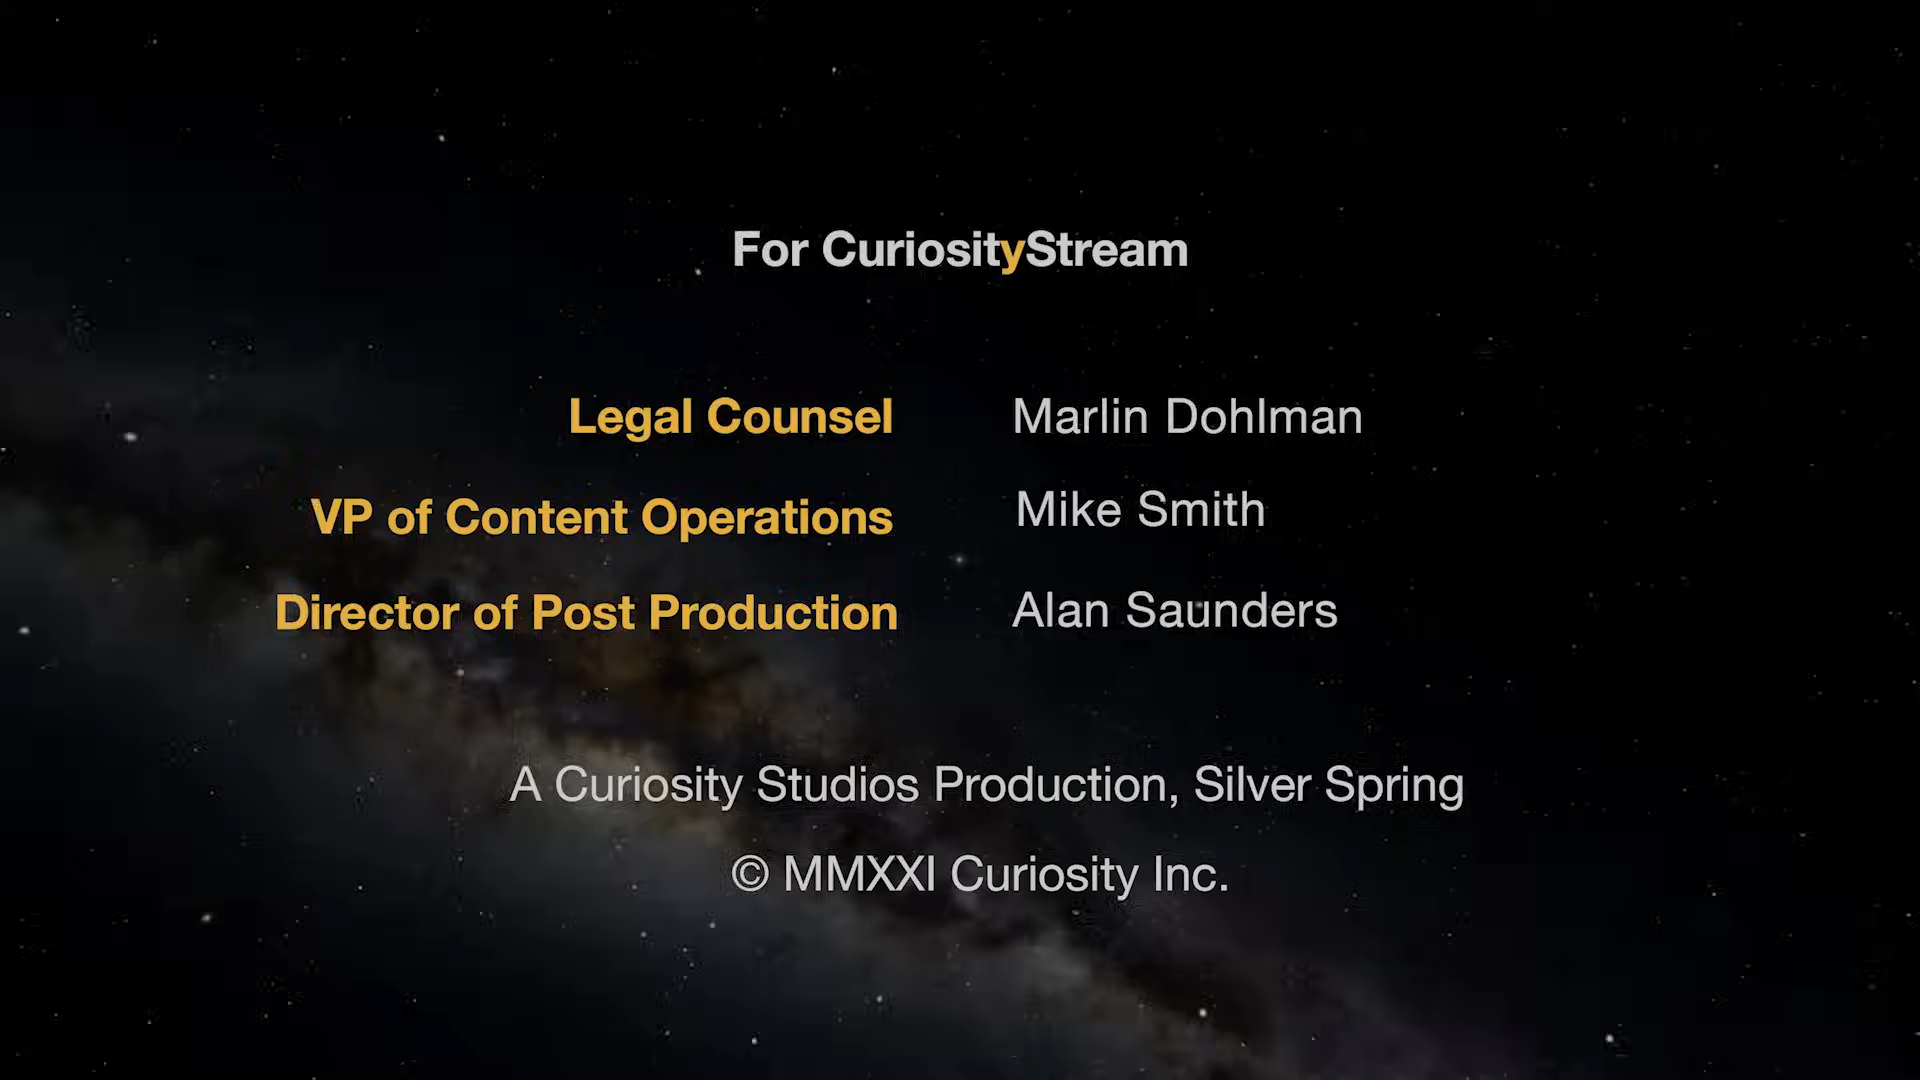 For CuriosityStream
Legal Counsel Marlin Dohlman
VP of Content Operations Mike Smith
Director of Post Production Alan Saunders
A Curiosity Studios Production, Silver Spring
© MMXXI Curiosity Inc.